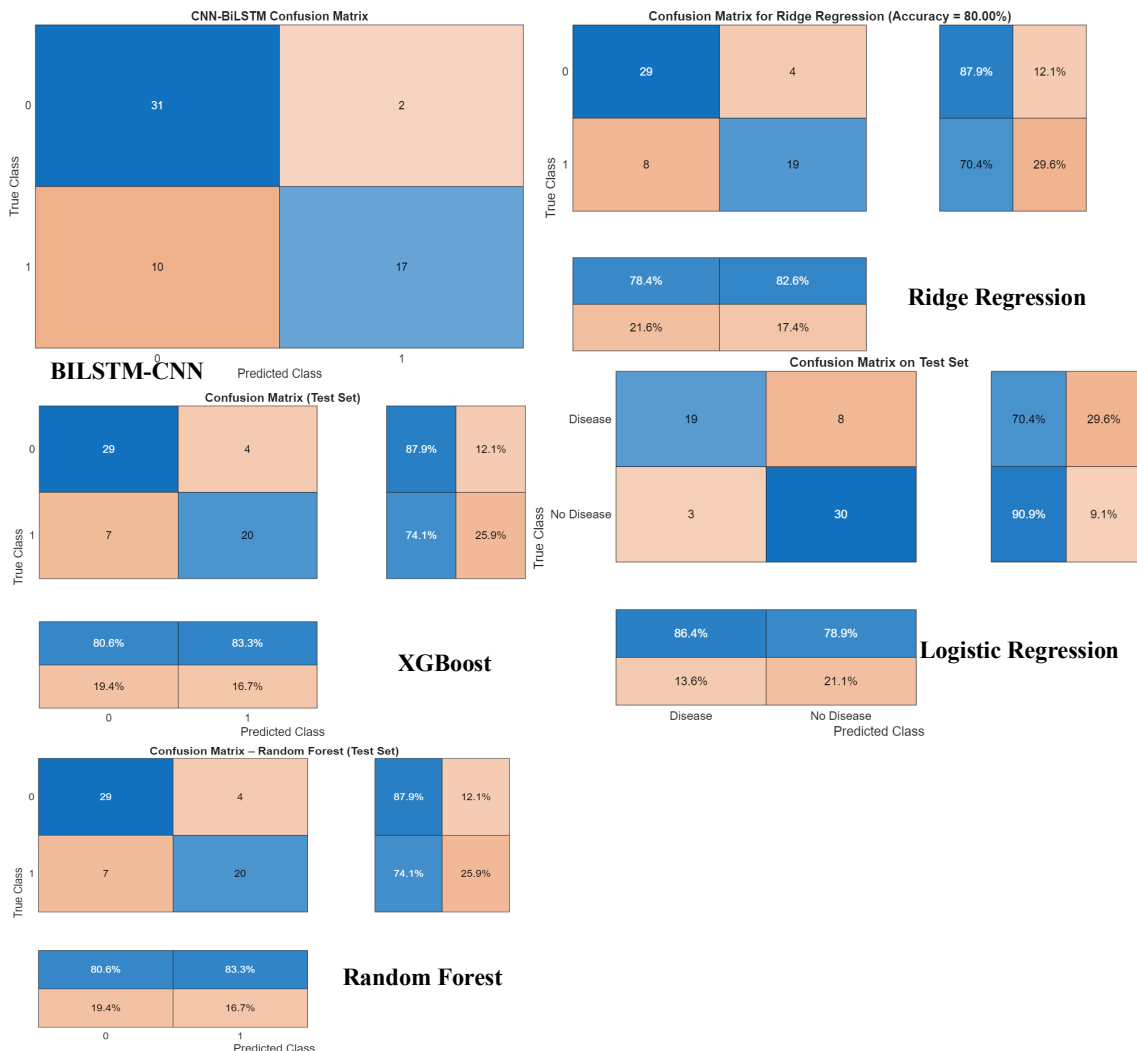 CNN-BiLSTM Confusion Matrix
0
31
2
True Class
1
10
17
0
1
BILSTM-CNN
Predicted Class
Confusion Matrix for Ridge Regression (Accuracy = 80.00%)
0
29
4
87.9%
12.1%
True Class
1
8
19
70.4%
29.6%
78.4%
82.6%
21.6%
17.4%
Ridge Regression
Confusion Matrix (Test Set)
0
29
4
87.9%
12.1%
True Class
1
7
20
74.1%
25.9%
80.6%
83.3%
19.4%
16.7%
0
1
Predicted Class
XGBoost
Confusion Matrix on Test Set
Disease
19
8
70.4%
29.6%
True Class
No Disease
3
30
90.9%
9.1%
86.4%
78.9%
13.6%
21.1%
Disease
No Disease
Predicted Class
Logistic Regression
Confusion Matrix – Random Forest (Test Set)
0
29
4
87.9%
12.1%
True Class
1
7
20
74.1%
25.9%
80.6%
83.3%
19.4%
16.7%
0
1
Predicted Class
Random Forest